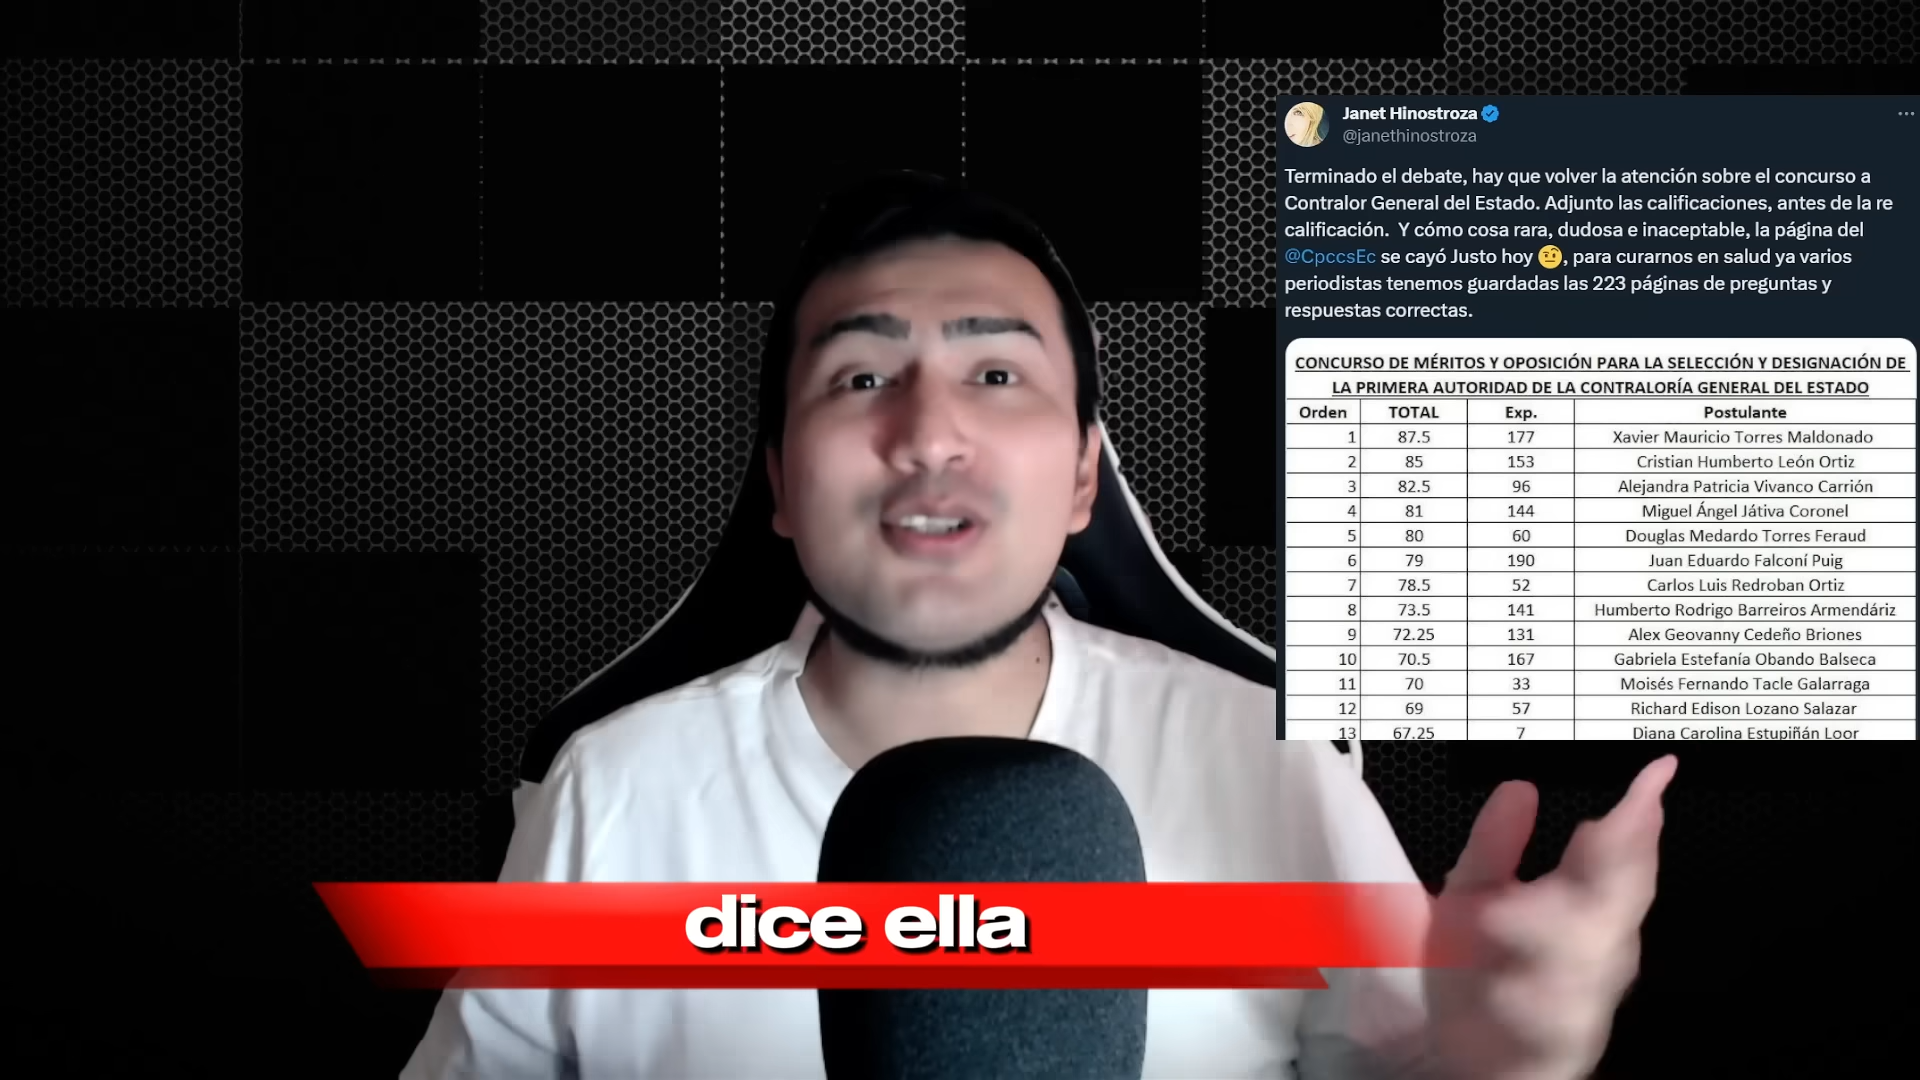 Janet Hinostroza
@janethinostroza
Terminado el debate, hay que volver la atención sobre el concurso a
Contralor General del Estado. Adjunto las calificaciones, antes de la re
calificación. Y cómo cosa rara, dudosa e inaceptable, la página del
@CpccsEc se cayó Justo hoy 🤨, para curarnos en salud ya varios
periodistas tenemos guardadas las 223 páginas de preguntas y
respuestas correctas.
CONCURSO DE MÉRITOS Y OPOSICIÓN PARA LA SELECCIÓN Y DESIGNACIÓN DE
LA PRIMERA AUTORIDAD DE LA CONTRALORÍA GENERAL DEL ESTADO
Orden TOTAL Exp. Postulante
1 87.5 177 Xavier Mauricio Torres Maldonado
2 85 153 Cristian Humberto León Ortiz
3 82.5 96 Alejandra Patricia Vivanco Carrión
4 81 144 Miguel Ángel Játiva Coronel
5 80 60 Douglas Medardo Torres Feraud
6 79 190 Juan Eduardo Falconí Puig
7 78.5 52 Carlos Luis Redroban Ortiz
8 73.5 141 Humberto Rodrigo Barreiros Armendáriz
9 72.25 131 Alex Geovanny Cedeño Briones
10 70.5 167 Gabriela Estefanía Obando Balseca
11 70 33 Moisés Fernando Tacle Galarraga
12 69 57 Richard Edison Lozano Salazar
13 67.25 7 Diana Carolina Estupiñán Loor
dice ella